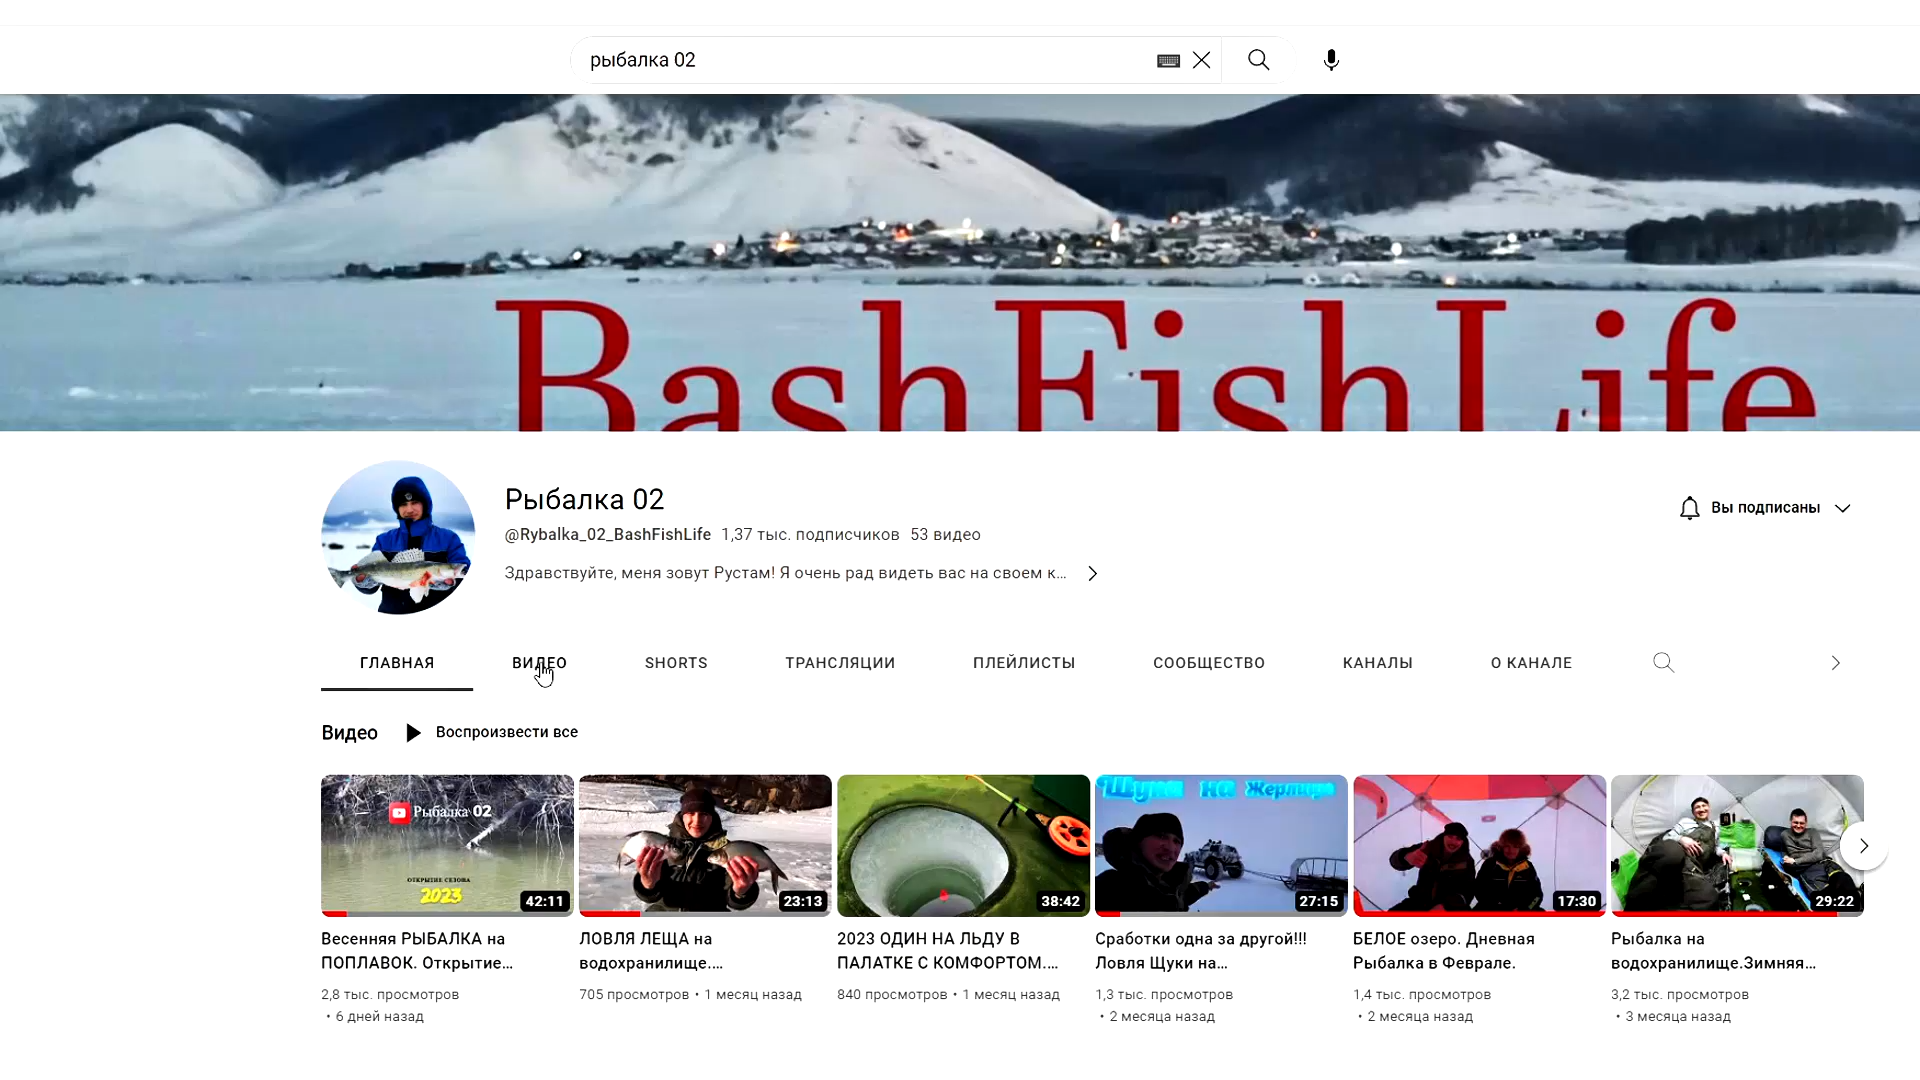 рыбалка 02
BashFishLife
Рыбалка 02
@Rybalka_02_BashFishLife 1,37 тыс. подписчиков 53 видео
Здравствуйте, меня зовут Рустам! Я очень рад видеть вас на своем к...
Вы подписаны
ГЛАВНАЯ ВИДЕО SHORTS ТРАНСЛЯЦИИ ПЛЕЙЛИСТЫ СООБЩЕСТВО КАНАЛЫ О КАНАЛЕ
Видео Воспроизвести все
Рыбалка 02
ОТКРЫТИЕ СЕЗОНА
2023
42:11
23:13
38:42
Щука на Жерлицы
27:15
17:30
29:22
Весенняя РЫБАЛКА на
ПОПЛАВОК. Открытие...
2,8 тыс. просмотров
• 6 дней назад
ЛОВЛЯ ЛЕЩА на
водохранилище....
705 просмотров • 1 месяц назад
2023 ОДИН НА ЛЬДУ В
ПАЛАТКЕ С КОМФОРТОМ....
840 просмотров • 1 месяц назад
Сработки одна за другой!!!
Ловля Щуки на...
1,3 тыс. просмотров
• 2 месяца назад
БЕЛОЕ озеро. Дневная
Рыбалка в Феврале.
1,4 тыс. просмотров
• 2 месяца назад
Рыбалка на
водохранилище.Зимняя...
3,2 тыс. просмотров
• 3 месяца назад